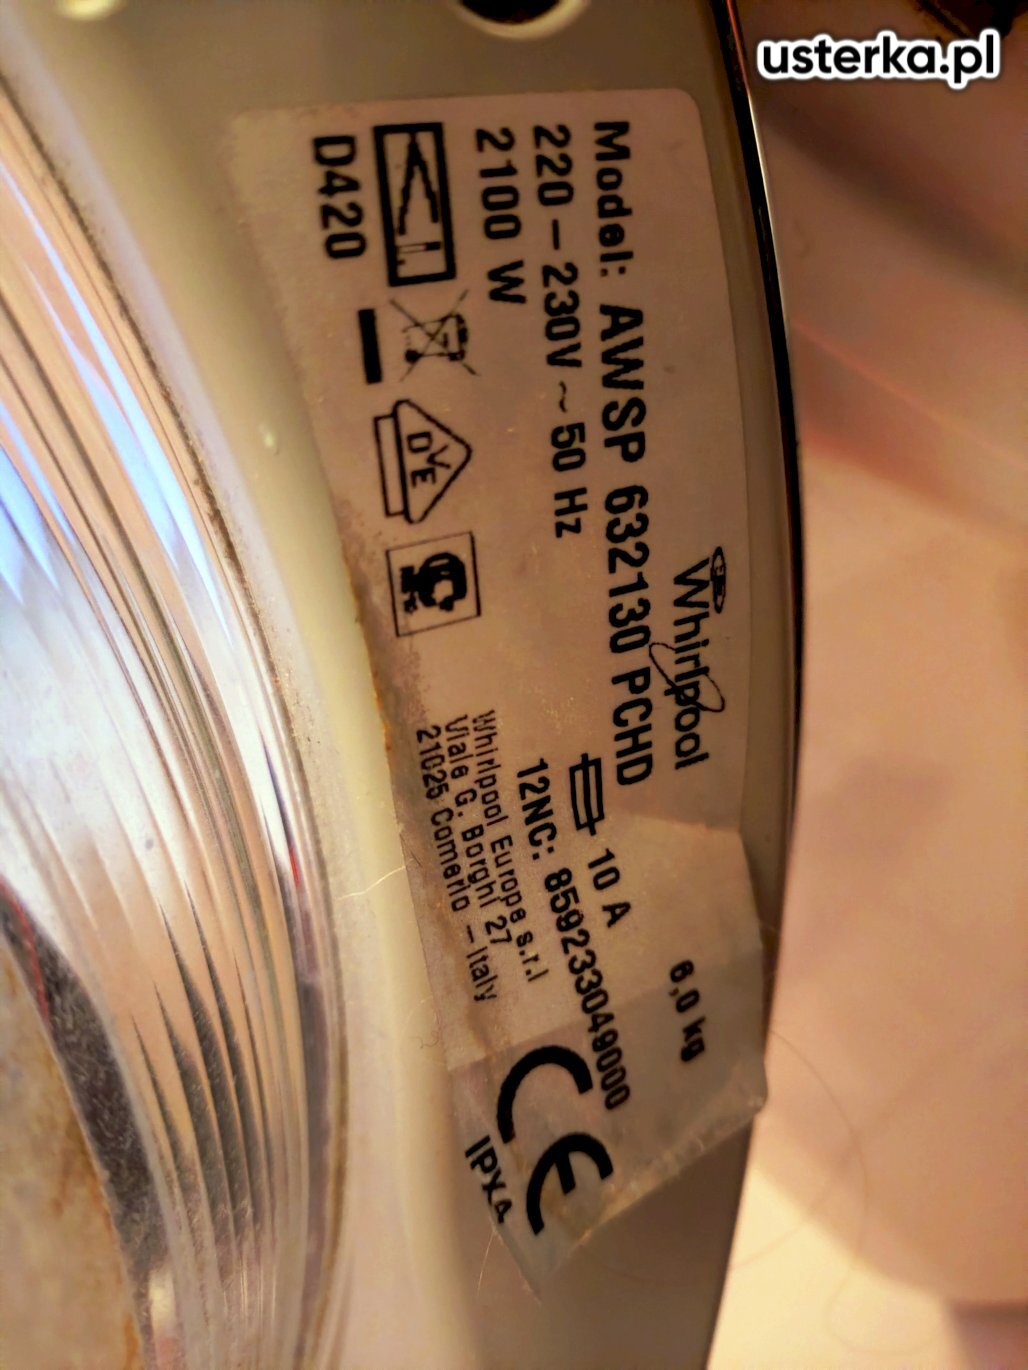 usterka.pl
Whirlpool
6,0 kg
Model: AWSP 632130 PCHD
220 – 230V ~ 50 Hz
10 A
2100 W
12NC: 859233049000
DVE
Whirlpool Europe s.r.l
Viale G. Borghi 27
21025 Comerio – Italy
D420
CE
IPX4